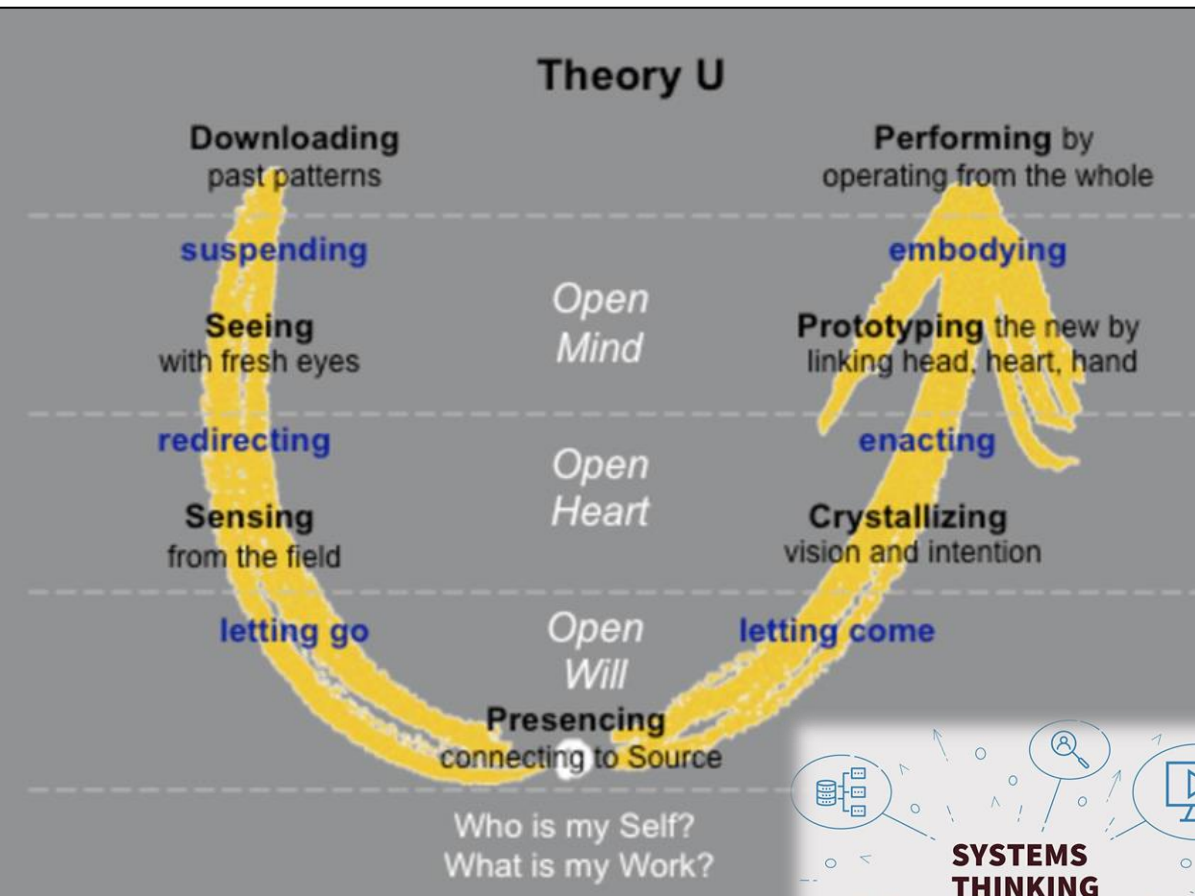 Theory U
Downloading
past patterns
suspending
Seeing
with fresh eyes
redirecting
Sensing
from the field
letting go
Open
Mind
Open
Heart
Open
Will
Presencing
connecting to Source
Who is my Self?
What is my Work?
Performing by
operating from the whole
embodying
Prototyping the new by
linking head, heart, hand
enacting
Crystallizing
vision and intention
letting come
SYSTEMS
THINKING